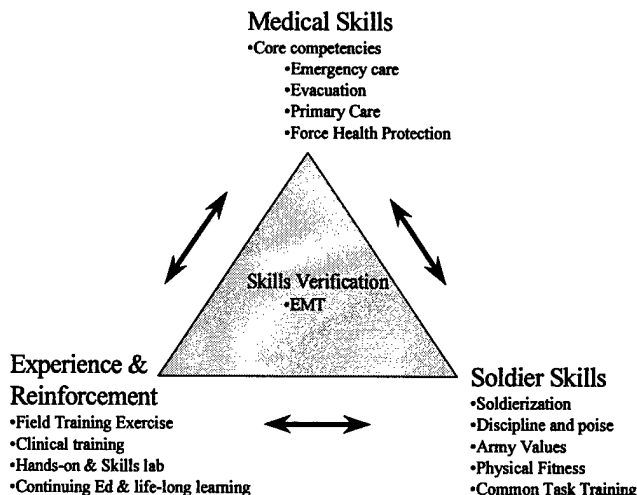 Medical Skills
•Core competencies
•Emergency care
•Evacuation
•Primary Care
•Force Health Protection
Skills Verification
•EMT
Experience &
Reinforcement
•Field Training Exercise
•Clinical training
•Hands-on & Skills lab
•Continuing Ed & life-long learning
Soldier Skills
•Soldierization
•Discipline and poise
•Army Values
•Physical Fitness
•Common Task Training